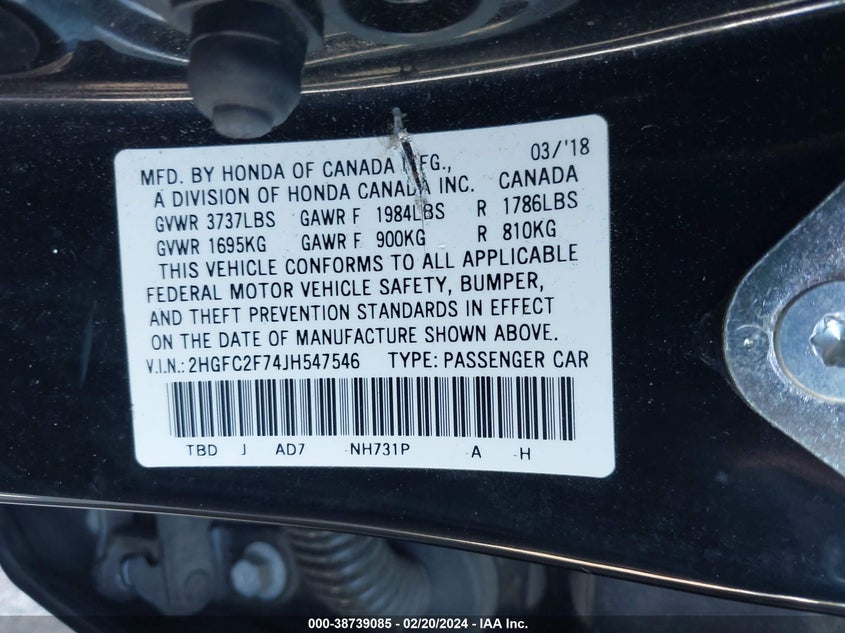 MFD. BY HONDA OF CANADA MFG., 03/'18
A DIVISION OF HONDA CANADA INC. CANADA
GVWR 3737LBS GAWR F 1984LBS R 1786LBS
GVWR 1695KG GAWR F 900KG R 810KG
THIS VEHICLE CONFORMS TO ALL APPLICABLE
FEDERAL MOTOR VEHICLE SAFETY, BUMPER,
AND THEFT PREVENTION STANDARDS IN EFFECT
ON THE DATE OF MANUFACTURE SHOWN ABOVE.
V.I.N.: 2HGFC2F74JH547546 TYPE: PASSENGER CAR
TBD J AD7 NH731P A H
000-38739085 - 02/20/2024 - IAA Inc.